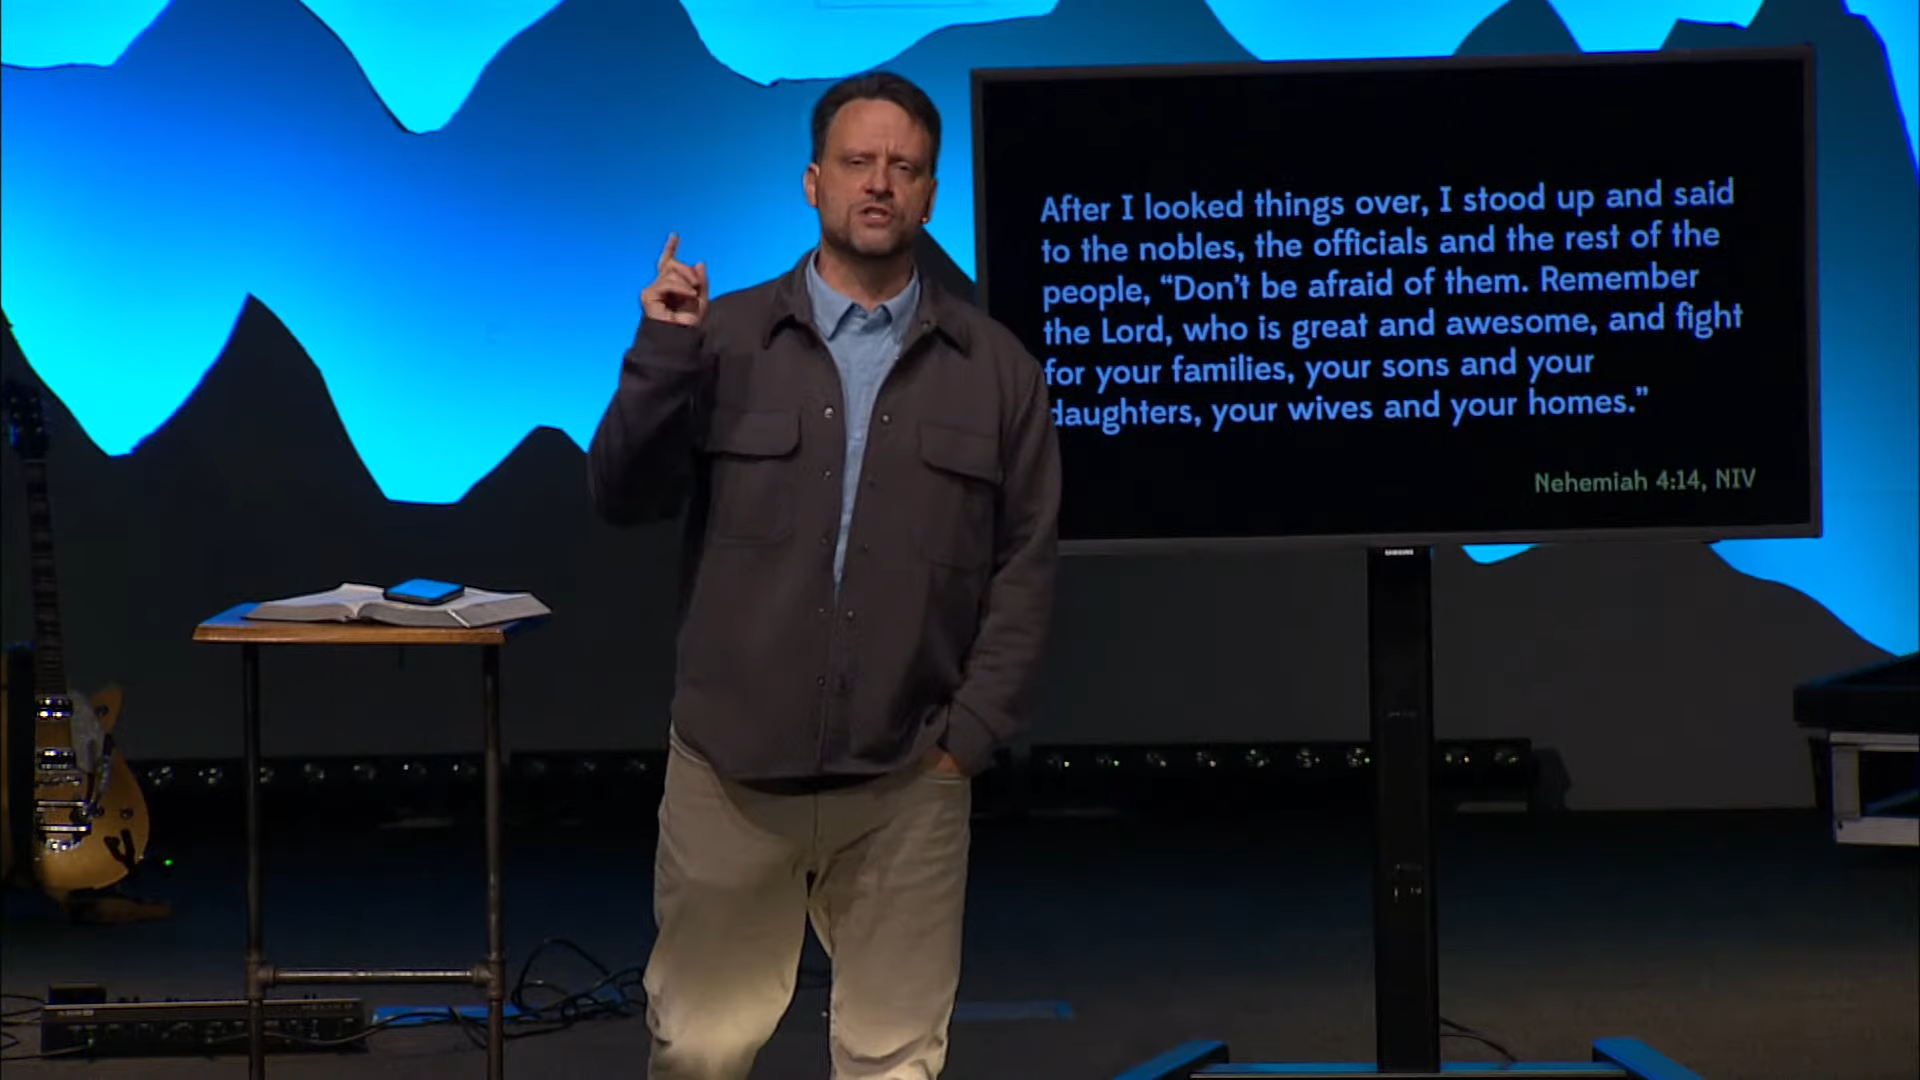 After I looked things over, I stood up and said
to the nobles, the officials and the rest of the
people, “Don’t be afraid of them. Remember
the Lord, who is great and awesome, and fight
for your families, your sons and your
daughters, your wives and your homes.”
Nehemiah 4:14, NIV
SAMSUNG